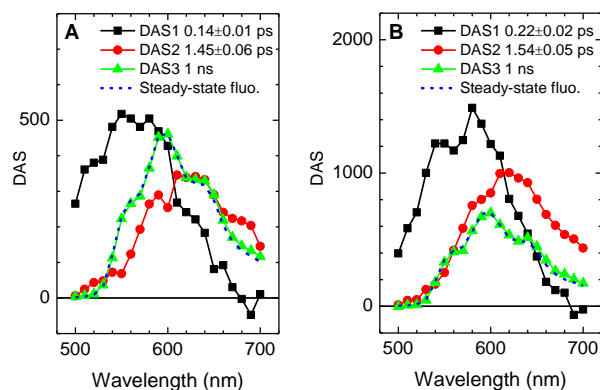 A
DAS1 0.14±0.01 ps
DAS2 1.45±0.06 ps
DAS3 1 ns
Steady-state fluo.
500
0
DAS
500 600 700
Wavelength (nm)
B
DAS1 0.22±0.02 ps
DAS2 1.54±0.05 ps
DAS3 1 ns
Steady-state fluo.
2000
1000
0
DAS
500 600 700
Wavelength (nm)